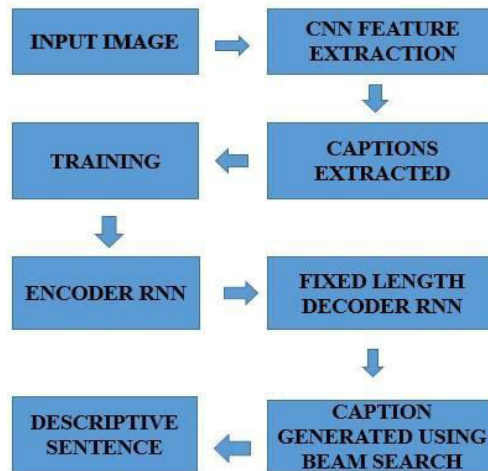 INPUT IMAGE
CNN FEATURE
EXTRACTION
CAPTIONS
EXTRACTED
TRAINING
ENCODER RNN
FIXED LENGTH
DECODER RNN
CAPTION
GENERATED USING
BEAM SEARCH
DESCRIPTIVE
SENTENCE